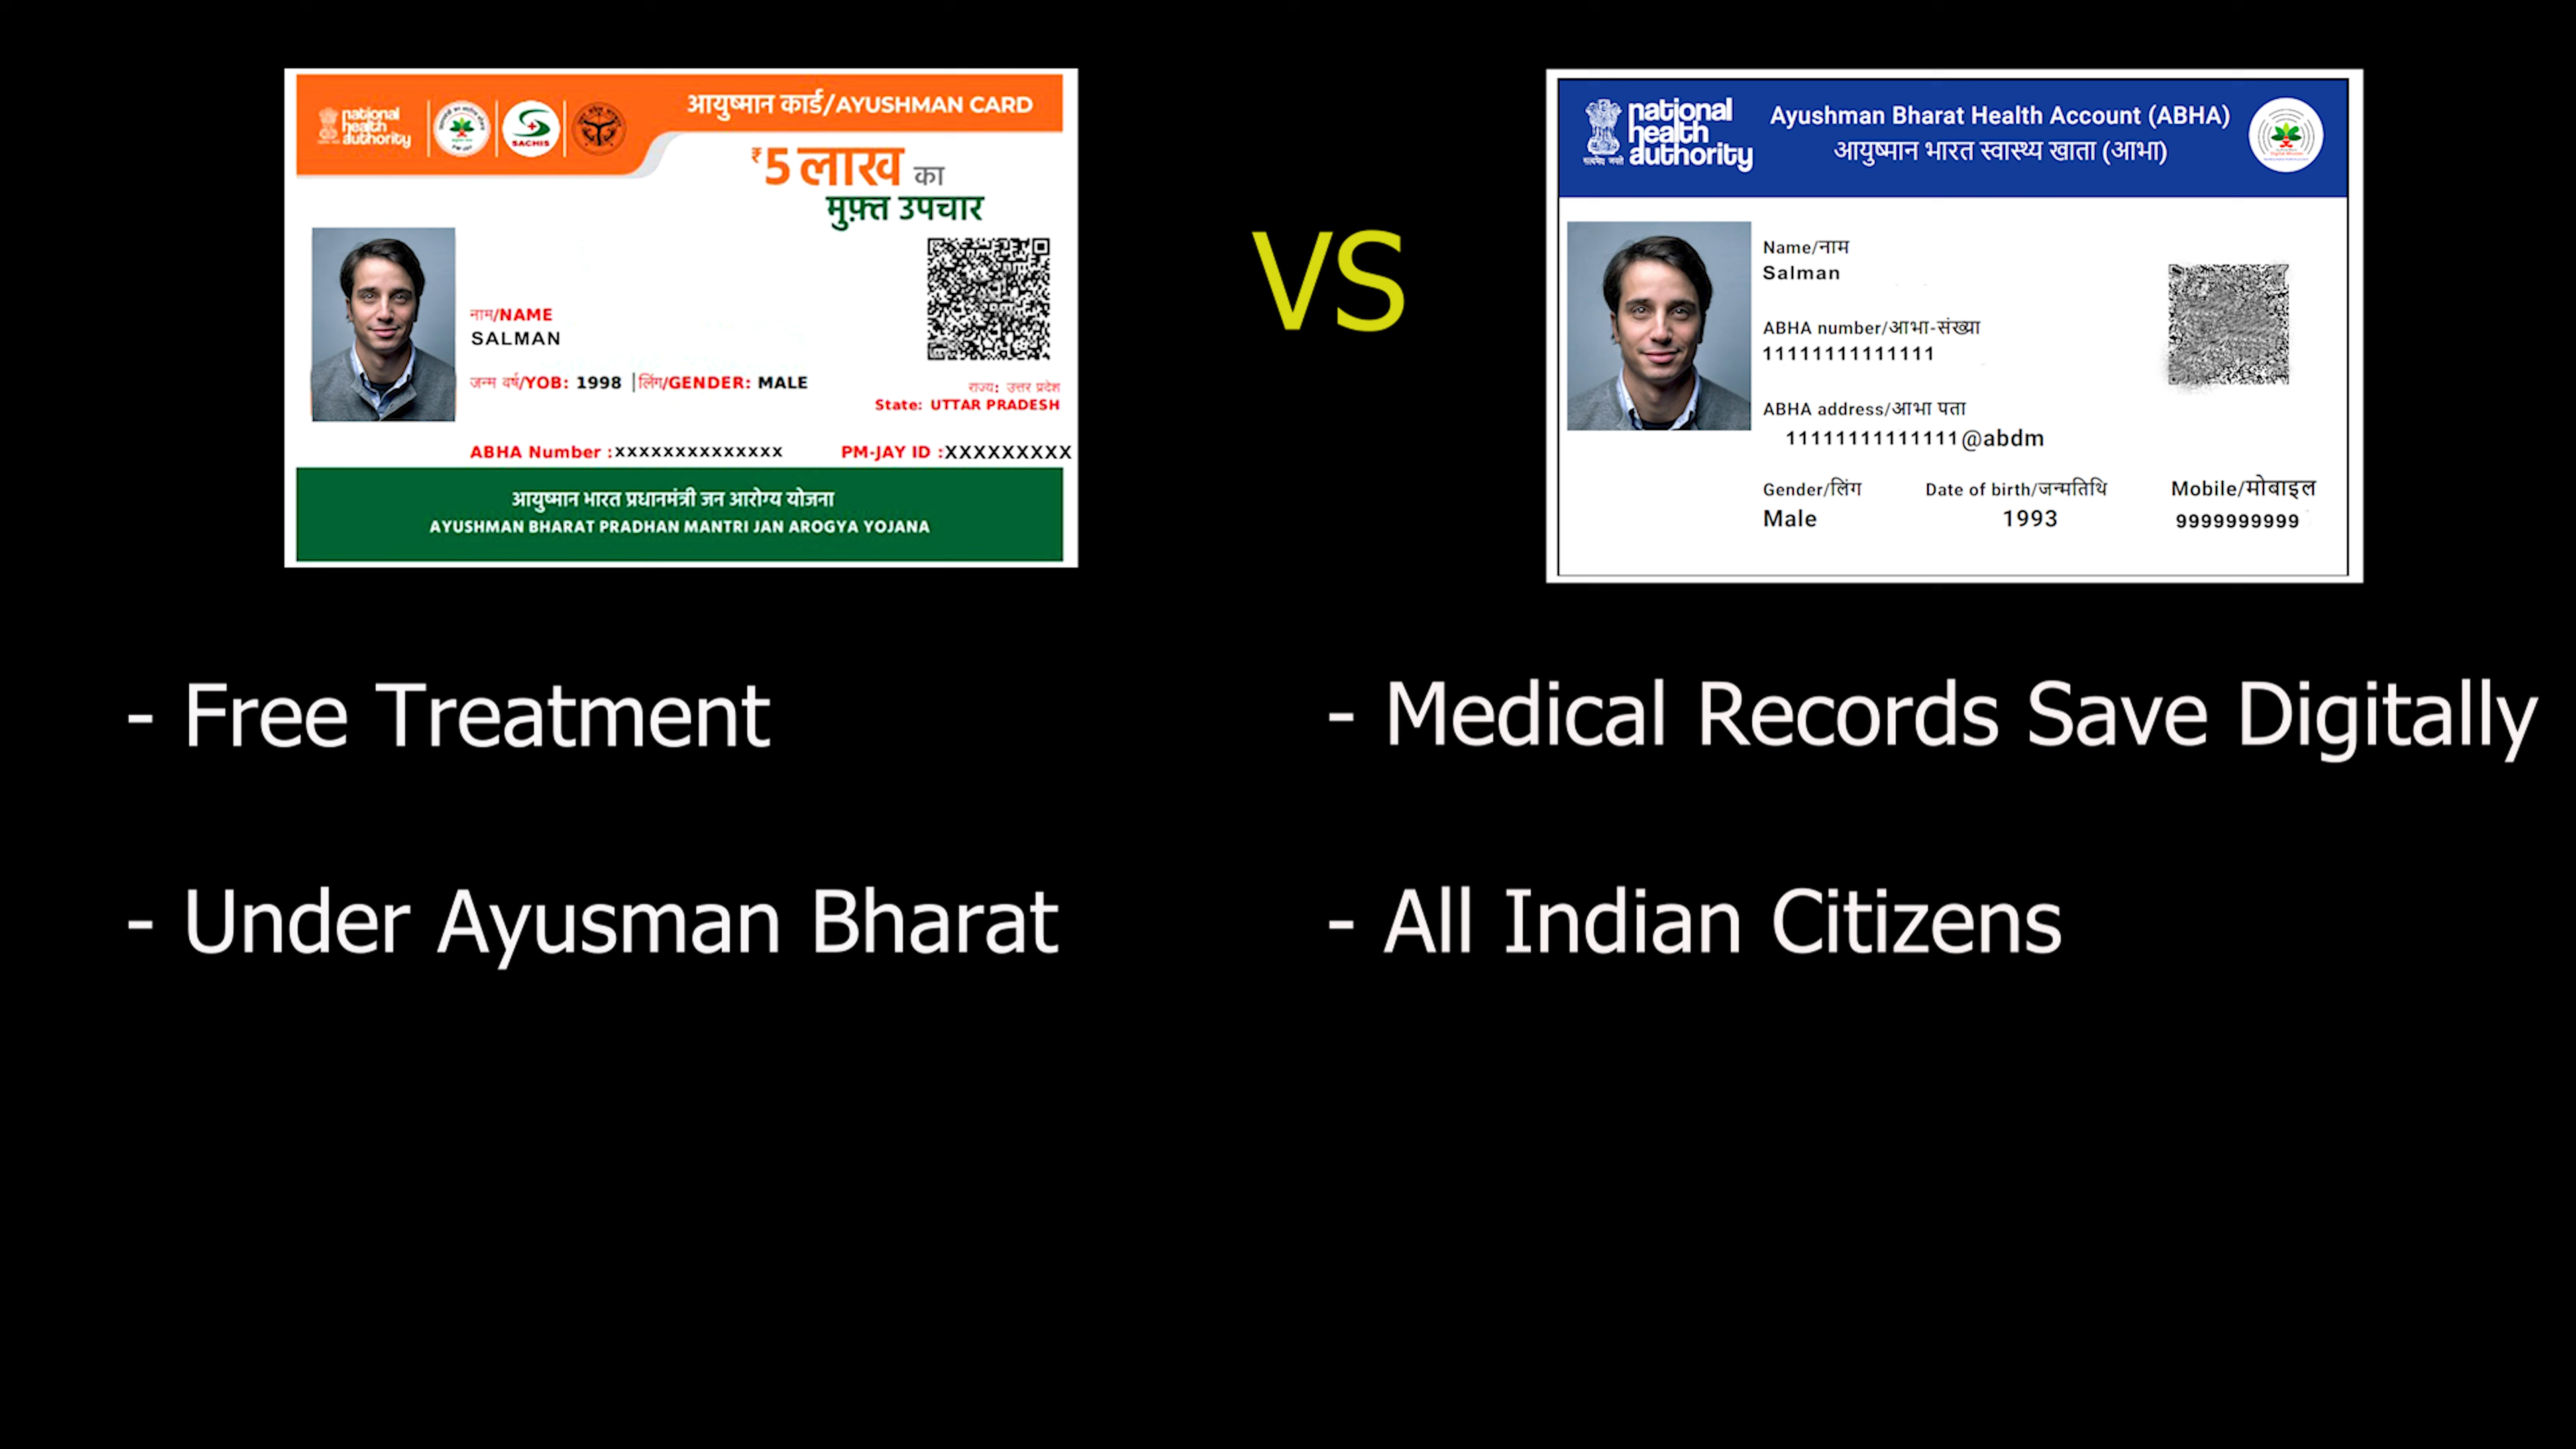 national
health
authority
SACHIS
आयुष्मान कार्ड/AYUSHMAN CARD
₹5 लाख का
मुफ़्त उपचार
नाम/NAME
SALMAN
जन्म वर्ष/YOB: 1998 | लिंग/GENDER: MALE
राज्य: उत्तर प्रदेश
State: UTTAR PRADESH
ABHA Number :XXXXXXXXXXXXXX PM-JAY ID :XXXXXXXXX
आयुष्मान भारत प्रधानमंत्री जन आरोग्य योजना
AYUSHMAN BHARAT PRADHAN MANTRI JAN AROGYA YOJANA
VS
सत्यमेव जयते
national
health
authority
Ayushman Bharat Health Account (ABHA)
आयुष्मान भारत स्वास्थ्य खाता (आभा)
Name/नाम
Salman
ABHA number/आभा-संख्या
11111111111111
ABHA address/आभा पता
11111111111111@abdm
Gender/लिंग Date of birth/जन्मतिथि Mobile/मोबाइल
Male 1993 9999999999
- Free Treatment
- Under Ayusman Bharat
- Medical Records Save Digitally
- All Indian Citizens